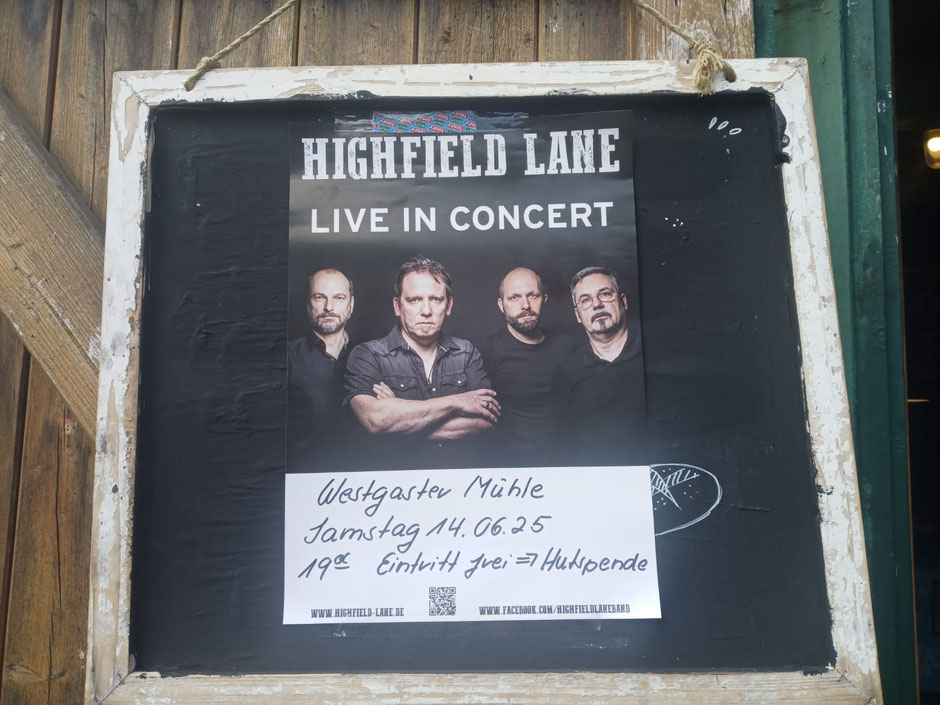 HIGHFIELD LANE
LIVE IN CONCERT
Westgaster Mühle
Samstag 14.06.25
19 Eintritt frei => Hutspende
WWW.HIGHFIELD-LANE.DE
WWW.FACEBOOK.COM/HIGHFIELDLANEBAND